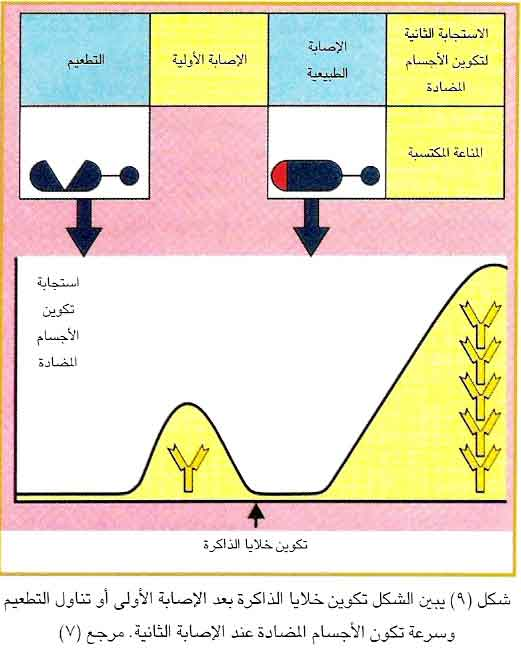 التطعيم
الإصابة الأولية
الإصابة
الطبيعية
الاستجابة الثانية
لتكوين الأجسام
المضادة
المناعة المكتسبة
استجابة
تكوين
الأجسام
المضادة
تكوين خلايا الذاكرة
شكل (٩) يبين الشكل تكوين خلايا الذاكرة بعد الإصابة الأولى أو تناول التطعيم
وسرعة تكون الأجسام المضادة عند الإصابة الثانية. مرجع (٧)